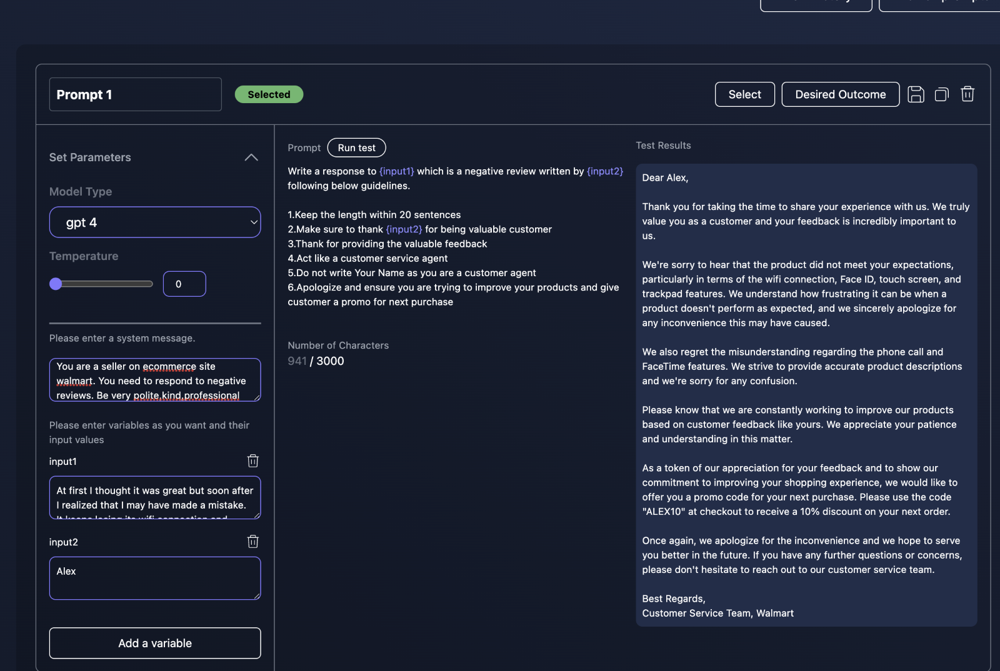 Prompt 1
Selected
Select
Desired Outcome
Set Parameters
Model Type
gpt 4
Temperature
0
Please enter a system message.
You are a seller on ecommerce site
walmart. You need to respond to negative
reviews. Be very polite,kind,professional
Please enter variables as you want and their
input values
input1
At first I thought it was great but soon after
I realized that I may have made a mistake.
It keeps losing its wifi connection and
input2
Alex
Add a variable
Prompt
Run test
Write a response to {input1} which is a negative review written by {input2}
following below guidelines.
1.Keep the length within 20 sentences
2.Make sure to thank {input2} for being valuable customer
3.Thank for providing the valuable feedback
4.Act like a customer service agent
5.Do not write Your Name as you are a customer agent
6.Apologize and ensure you are trying to improve your products and give
customer a promo for next purchase
Number of Characters
941 / 3000
Test Results
Dear Alex,
Thank you for taking the time to share your experience with us. We truly
value you as a customer and your feedback is incredibly important to
us.
We're sorry to hear that the product did not meet your expectations,
particularly in terms of the wifi connection, Face ID, touch screen, and
trackpad features. We understand how frustrating it can be when a
product doesn't perform as expected, and we sincerely apologize for
any inconvenience this may have caused.
We also regret the misunderstanding regarding the phone call and
FaceTime features. We strive to provide accurate product descriptions
and we're sorry for any confusion.
Please know that we are constantly working to improve our products
based on customer feedback like yours. We appreciate your patience
and understanding in this matter.
As a token of our appreciation for your feedback and to show our
commitment to improving your shopping experience, we would like to
offer you a promo code for your next purchase. Please use the code
"ALEX10" at checkout to receive a 10% discount on your next order.
Once again, we apologize for the inconvenience and we hope to serve
you better in the future. If you have any further questions or concerns,
please don't hesitate to reach out to our customer service team.
Best Regards,
Customer Service Team, Walmart